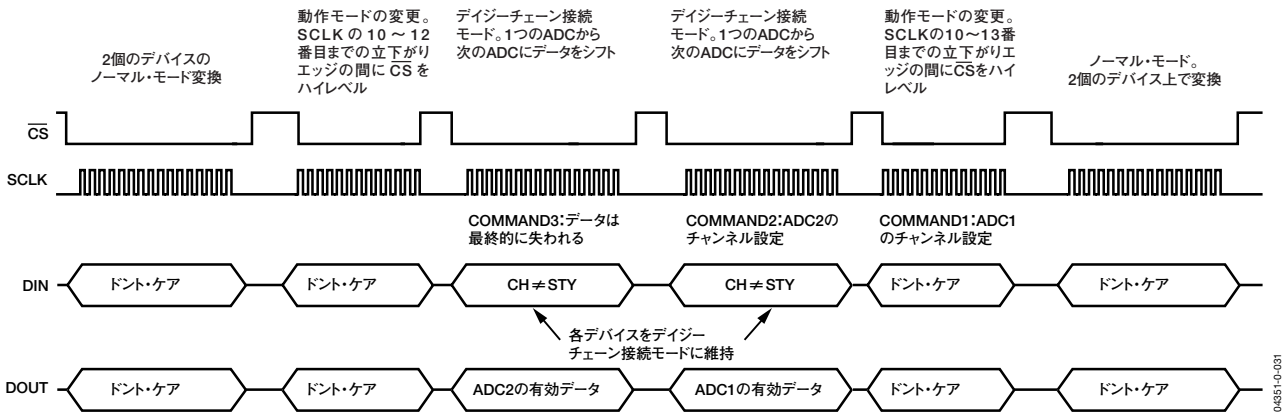 2個のデバイスの
ノーマル・モード変換
動作モードの変更。
SCLK の 10 ~ 12
番目までの立下がり
エッジの間に CS を
ハイレベル
デイジーチェーン接続
モード。1つのADCから
次のADCにデータをシフト
デイジーチェーン接続
モード。1つのADCから
次のADCにデータをシフト
動作モードの変更。
SCLKの10~13番
目までの立下がりエ
ッジの間にCSをハイ
レベル
ノーマル・モード。
2個のデバイス上で変換
CS
SCLK
COMMAND3:データは
最終的に失われる
COMMAND2:ADC2の
チャンネル設定
COMMAND1:ADC1
のチャンネル設定
DIN
ドント・ケア
ドント・ケア
CH≠STY
CH≠STY
ドント・ケア
ドント・ケア
各デバイスをデイジー
チェーン接続モードに維持
DOUT
ドント・ケア
ドント・ケア
ADC2の有効データ
ADC1の有効データ
ドント・ケア
ドント・ケア
04351-0-031